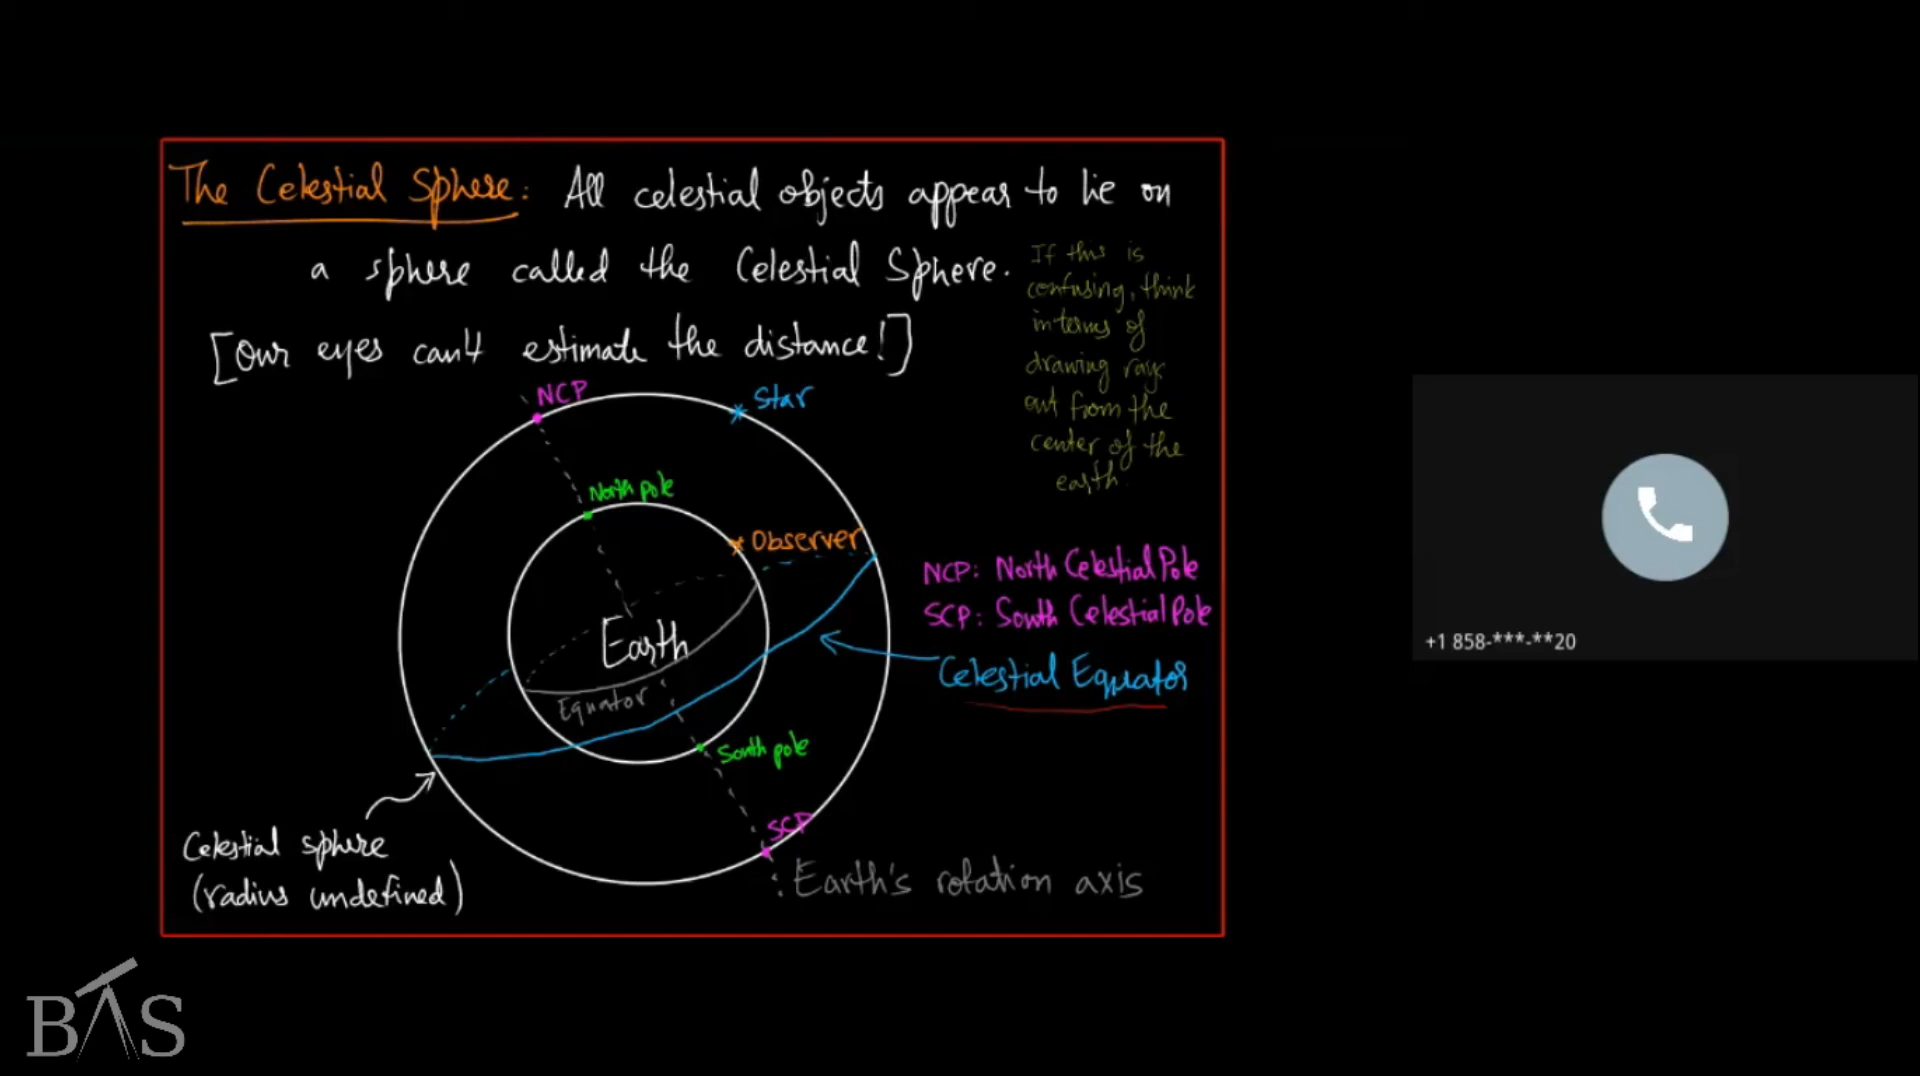 The Celestial Sphere: All celestial objects appear to lie on
a sphere called the Celestial Sphere.
[Our eyes can't estimate the distance!]
If this is
confusing, think
in terms of
drawing rays
out from the
center of the
earth.
NCP
Star
North pole
Observer
Earth
Equator
South pole
SCP
NCP: North Celestial Pole
SCP: South Celestial Pole
Celestial Equator
Celestial sphere
(radius undefined)
: Earth's rotation axis
+1 858-***-**20
BAS